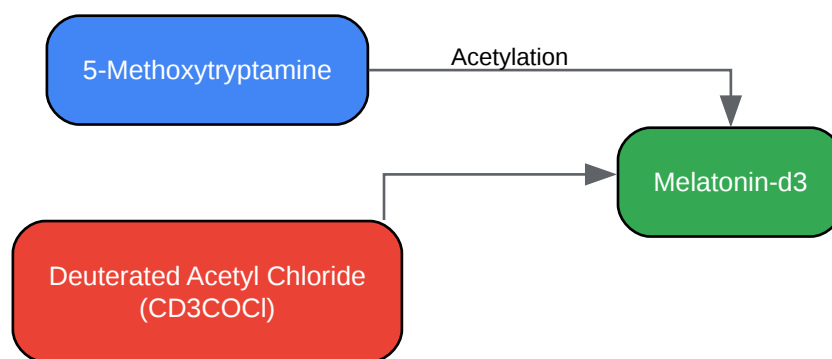 5-Methoxytryptamine
Acetylation
Melatonin-d3
Deuterated Acetyl Chloride
(CD3COCl)